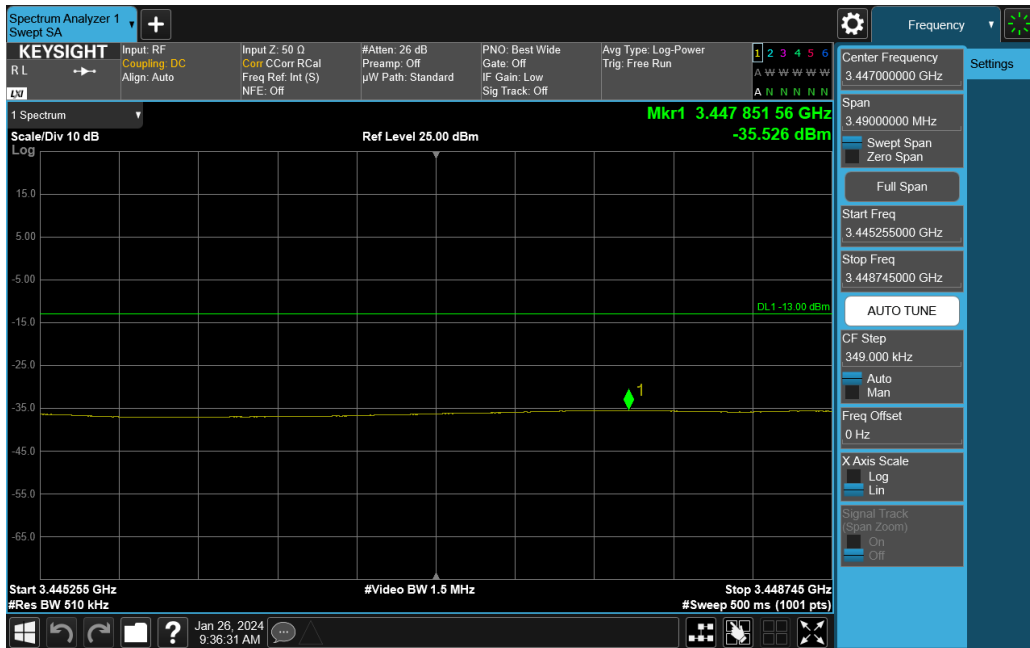 Spectrum Analyzer 1
Swept SA
Frequency
KEYSIGHT
R L
LXI
Input: RF
Coupling: DC
Align: Auto
Input Z: 50 Ω
Corr CCorr RCal
Freq Ref: Int (S)
NFE: Off
#Atten: 26 dB
Preamp: Off
µW Path: Standard
PNO: Best Wide
Gate: Off
IF Gain: Low
Sig Track: Off
Avg Type: Log-Power
Trig: Free Run
1 2 3 4 5 6
A W W W W W
A N N N N N
1 Spectrum
Scale/Div 10 dB
Log
Ref Level 25.00 dBm
Mkr1 3.447 851 56 GHz
-35.526 dBm
15.0
5.00
-5.00
-15.0
-25.0
-35.0
-45.0
-55.0
-65.0
DL1 -13.00 dBm
1
Start 3.445255 GHz
#Res BW 510 kHz
#Video BW 1.5 MHz
Stop 3.448745 GHz
#Sweep 500 ms (1001 pts)
Jan 26, 2024
9:36:31 AM
?
Center Frequency
3.447000000 GHz
Settings
Span
3.49000000 MHz
Swept Span
Zero Span
Full Span
Start Freq
3.445255000 GHz
Stop Freq
3.448745000 GHz
AUTO TUNE
CF Step
349.000 kHz
Auto
Man
Freq Offset
0 Hz
X Axis Scale
Log
Lin
Signal Track
(Span Zoom)
On
Off